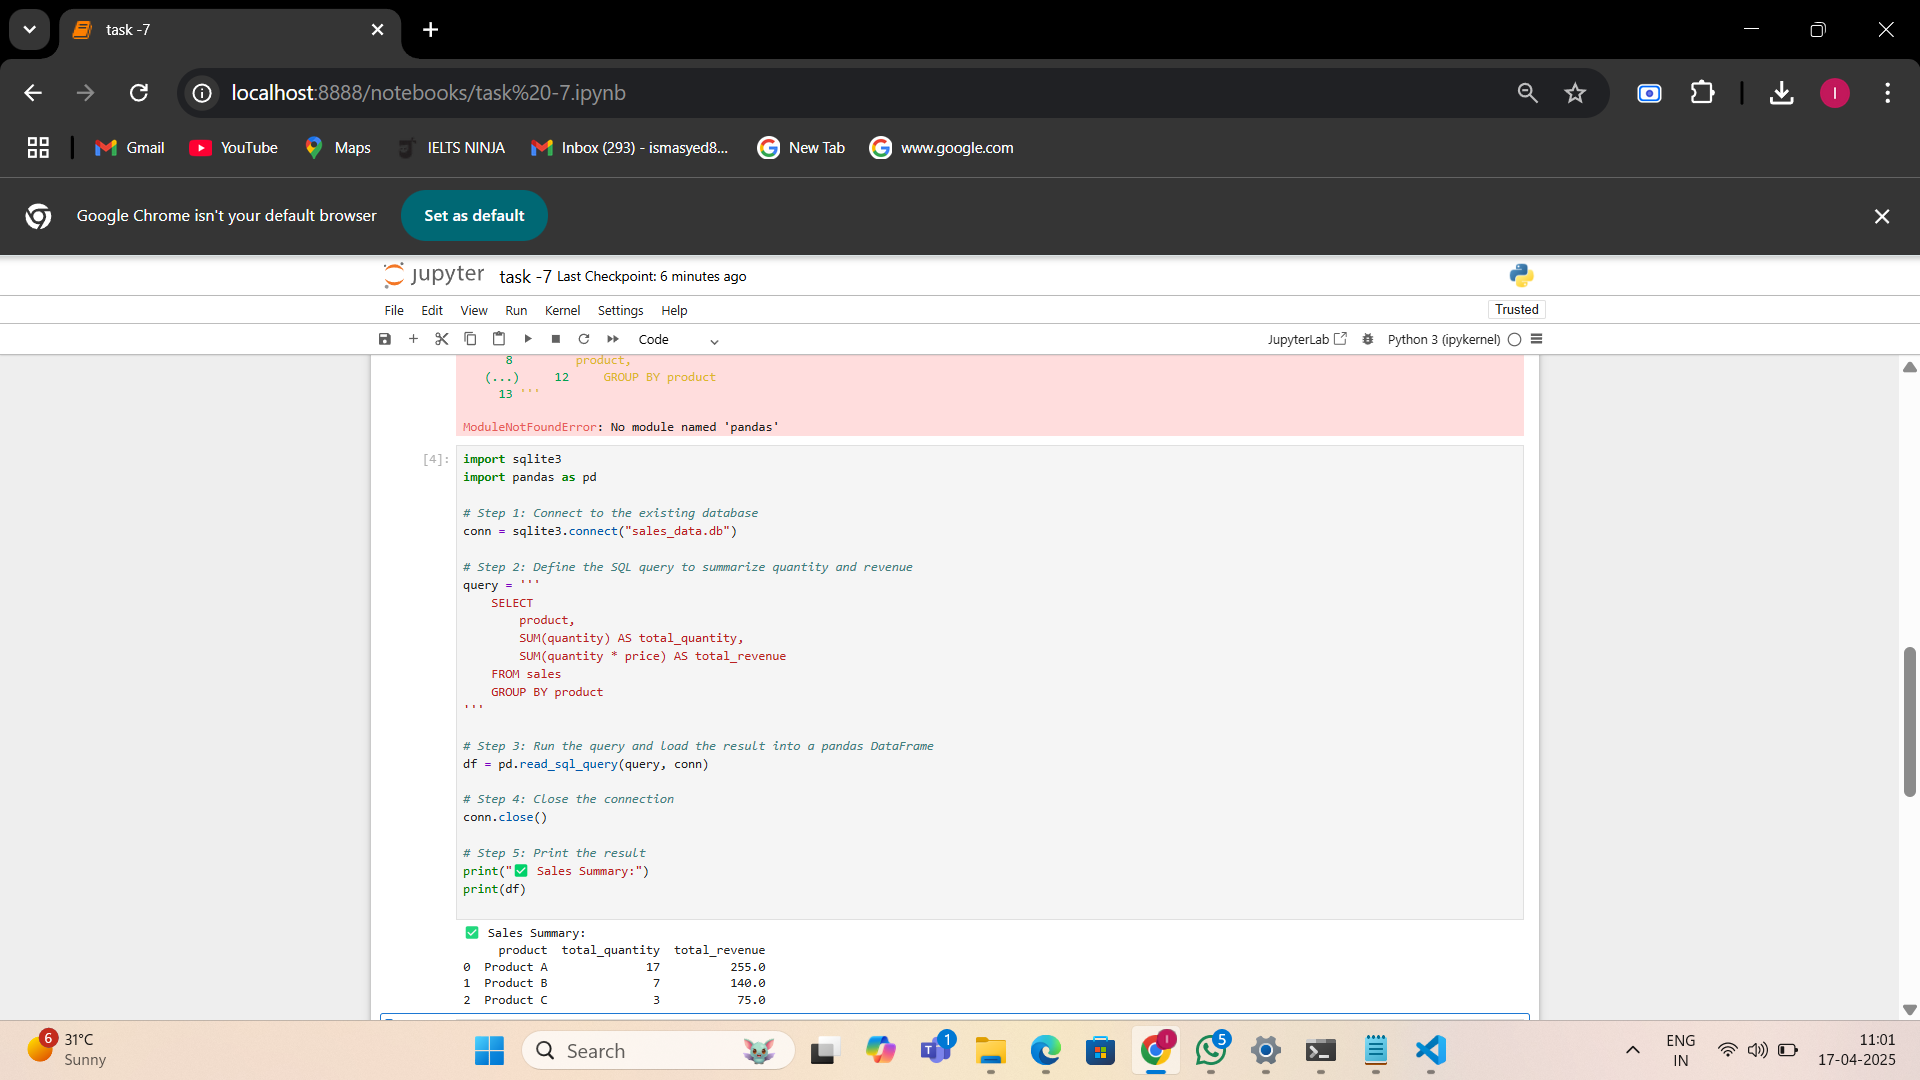 task -7
localhost:8888/notebooks/task%20-7.ipynb
I
Gmail
YouTube
Maps
IELTS NINJA
Inbox (293) - ismasyed8...
New Tab
www.google.com
Google Chrome isn't your default browser
Set as default
jupyter task -7 Last Checkpoint: 6 minutes ago
File Edit View Run Kernel Settings Help
Trusted
Code
JupyterLab
Python 3 (ipykernel)
8 product,
(...) 12 GROUP BY product
13 '''
ModuleNotFoundError: No module named 'pandas'
[4]:
import sqlite3
import pandas as pd
# Step 1: Connect to the existing database
conn = sqlite3.connect("sales_data.db")
# Step 2: Define the SQL query to summarize quantity and revenue
query = '''
SELECT
product,
SUM(quantity) AS total_quantity,
SUM(quantity * price) AS total_revenue
FROM sales
GROUP BY product
'''
# Step 3: Run the query and load the result into a pandas DataFrame
df = pd.read_sql_query(query, conn)
# Step 4: Close the connection
conn.close()
# Step 5: Print the result
print("✅ Sales Summary:")
print(df)
✅ Sales Summary:
product total_quantity total_revenue
0 Product A 17 255.0
1 Product B 7 140.0
2 Product C 3 75.0
6
31°C
Sunny
Search
1
I
5
ENG
IN
11:01
17-04-2025